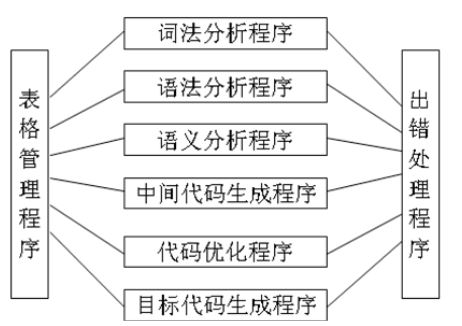 词法分析程序
语法分析程序
语义分析程序
中间代码生成程序
代码优化程序
目标代码生成程序
表格管理程序
出错处理程序